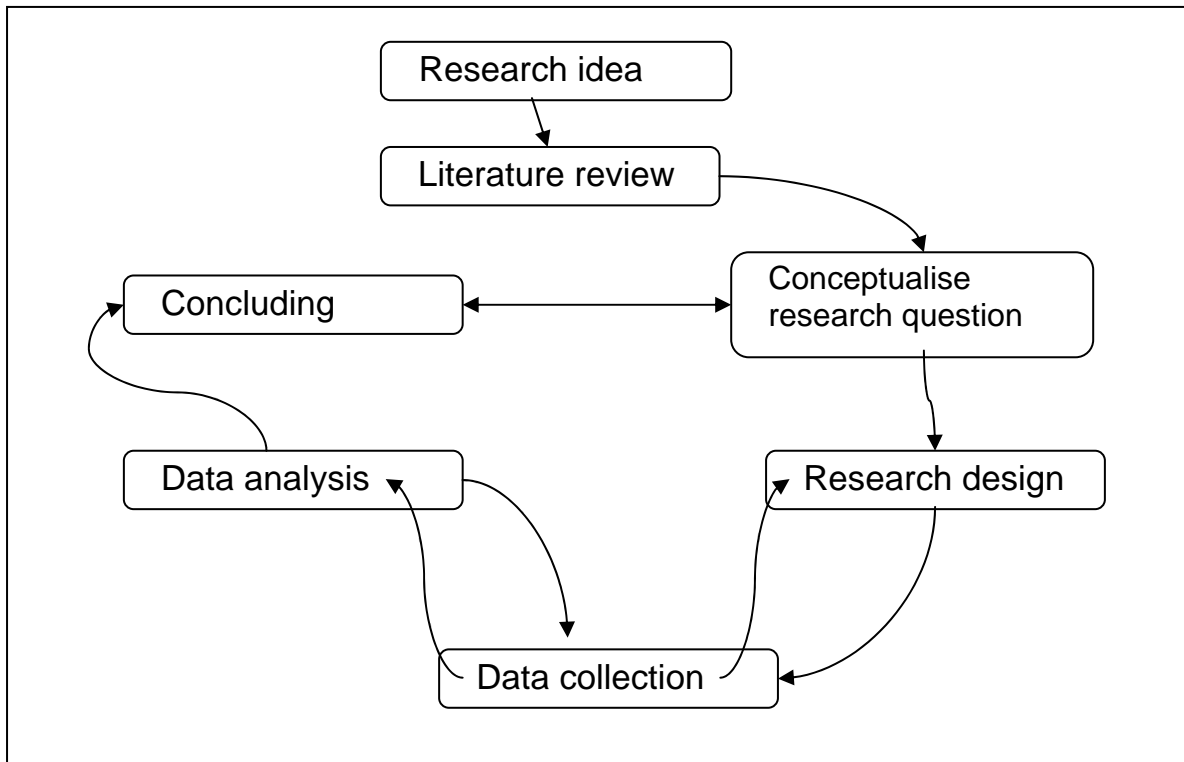 Research idea
Literature review
Conceptualise
research question
Concluding
Data analysis
Research design
Data collection